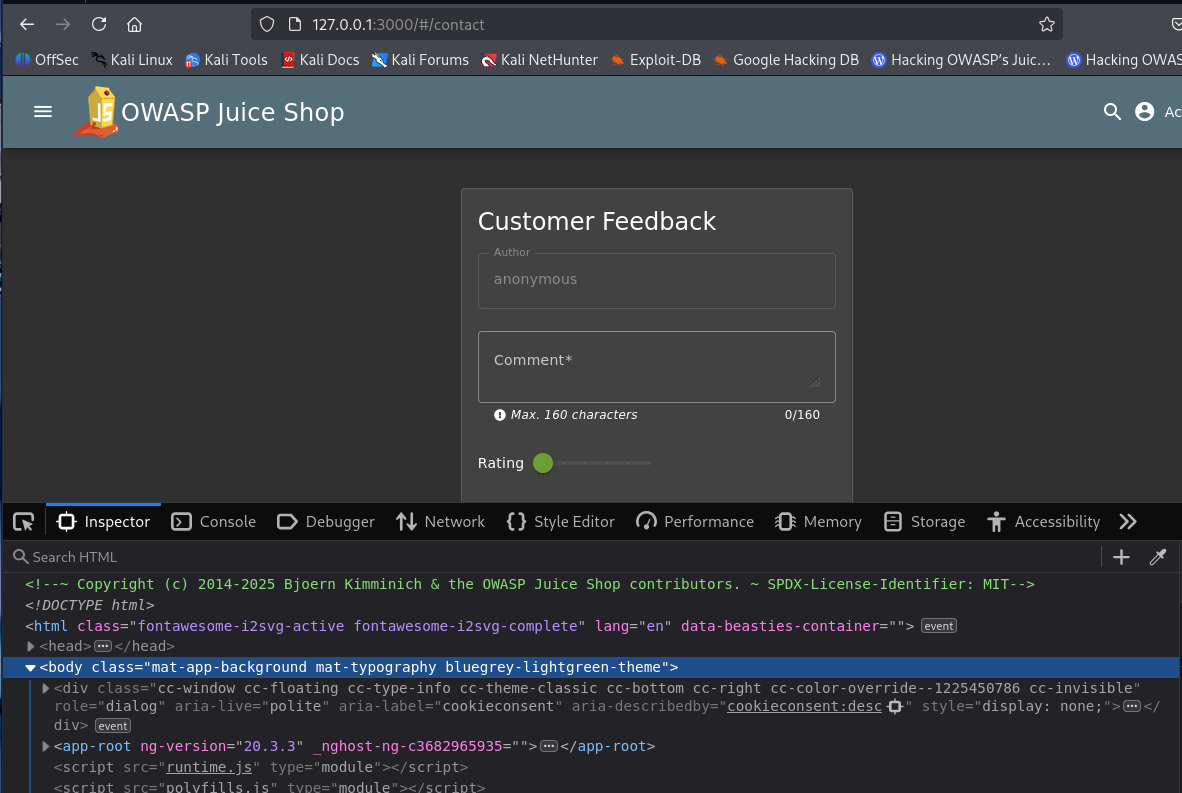 127.0.0.1:3000/#/contact
OffSec Kali Linux Kali Tools Kali Docs Kali Forums Kali NetHunter Exploit-DB Google Hacking DB Hacking OWASP's Juic... Hacking OWAS
JS OWASP Juice Shop Ac
Customer Feedback
Author
anonymous
Comment*
Max. 160 characters 0/160
Rating
Inspector Console Debugger Network Style Editor Performance Memory Storage Accessibility
Search HTML
<!--~ Copyright (c) 2014-2025 Bjoern Kimminich & the OWASP Juice Shop contributors. ~ SPDX-License-Identifier: MIT-->
<!DOCTYPE html>
<html class="fontawesome-i2svg-active fontawesome-i2svg-complete" lang="en" data-beasties-container=""> event
<head>...</head>
<body class="mat-app-background mat-typography bluegrey-lightgreen-theme">
<div class="cc-window cc-floating cc-type-info cc-theme-classic cc-bottom cc-right cc-color-override--1225450786 cc-invisible"
role="dialog" aria-live="polite" aria-label="cookieconsent" aria-describedby="cookieconsent:desc" style="display: none;">...</
div> event
<app-root ng-version="20.3.3" _nghost-ng-c3682965935="">...</app-root>
<script src="runtime.js" type="module"></script>
<script src="polyfills.js" type="module"></script>